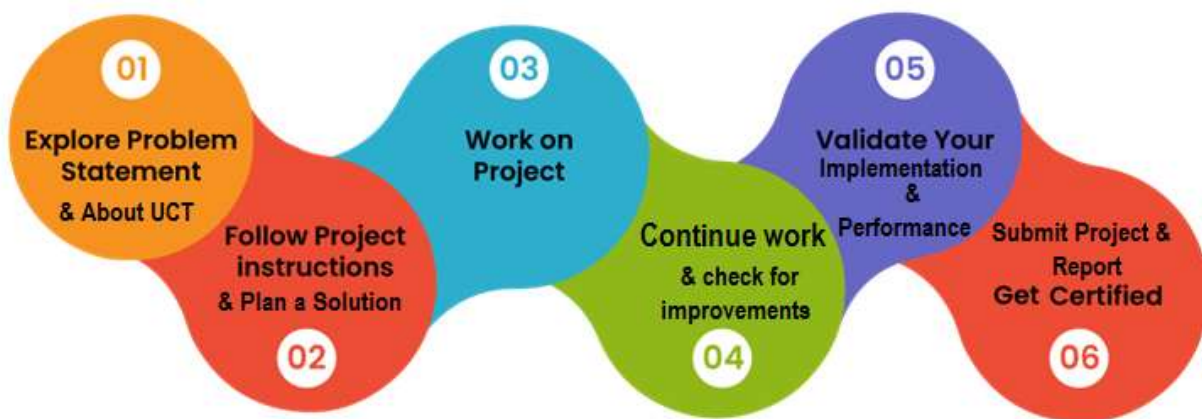 01
Explore Problem
Statement
& About UCT
Follow Project
instructions
& Plan a Solution
02
03
Work on
Project
Continue work
& check for
improvements
04
05
Validate Your
Implementation
&
Performance
Submit Project &
Report
Get Certified
06